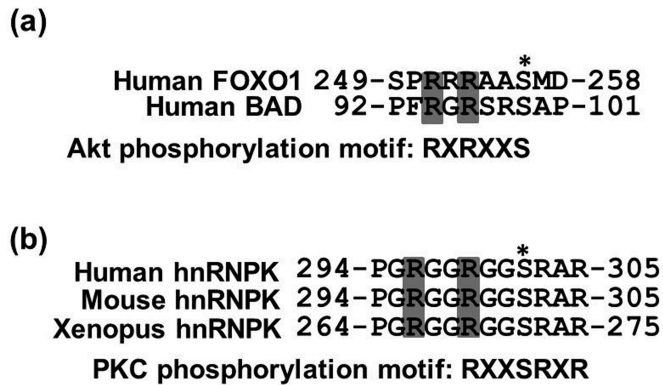 (a)
*
Human FOXO1 249-SPRRRAASMD-258
Human BAD 92-PFRGRSRSAP-101
Akt phosphorylation motif: RXRXXS
(b)
*
Human hnRNPK 294-PGRGGRGGSRAR-305
Mouse hnRNPK 294-PGRGGRGGSRAR-305
Xenopus hnRNPK 264-PGRGGRGGSRAR-275
PKC phosphorylation motif: RXXSRXR